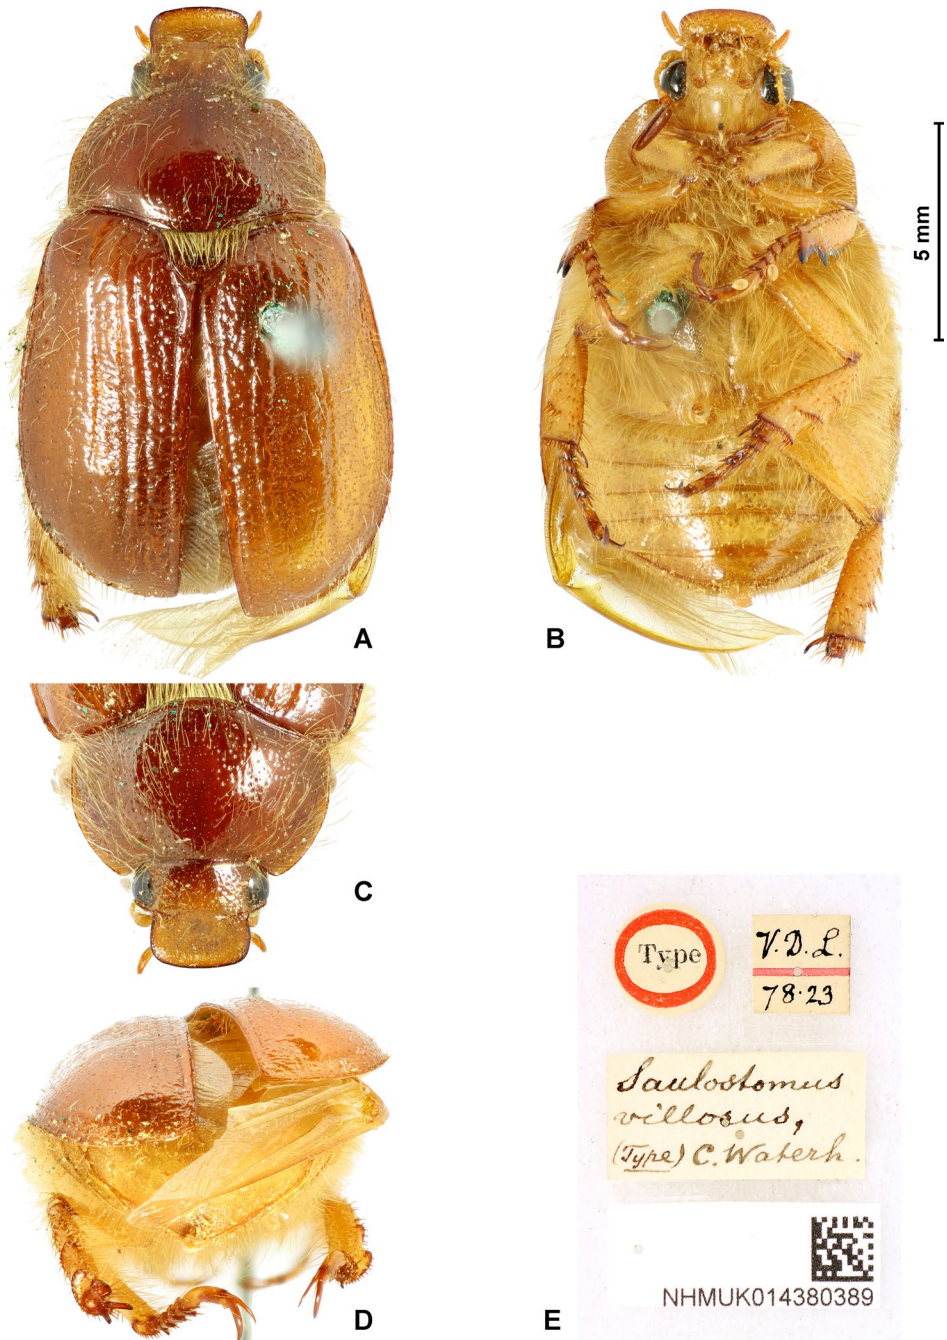 5 mm
A
B
C
D
E
Type
V. D. L.
78·23
Saulostomus
villosus,
(Type) C. Waterh.
NHMUK014380389